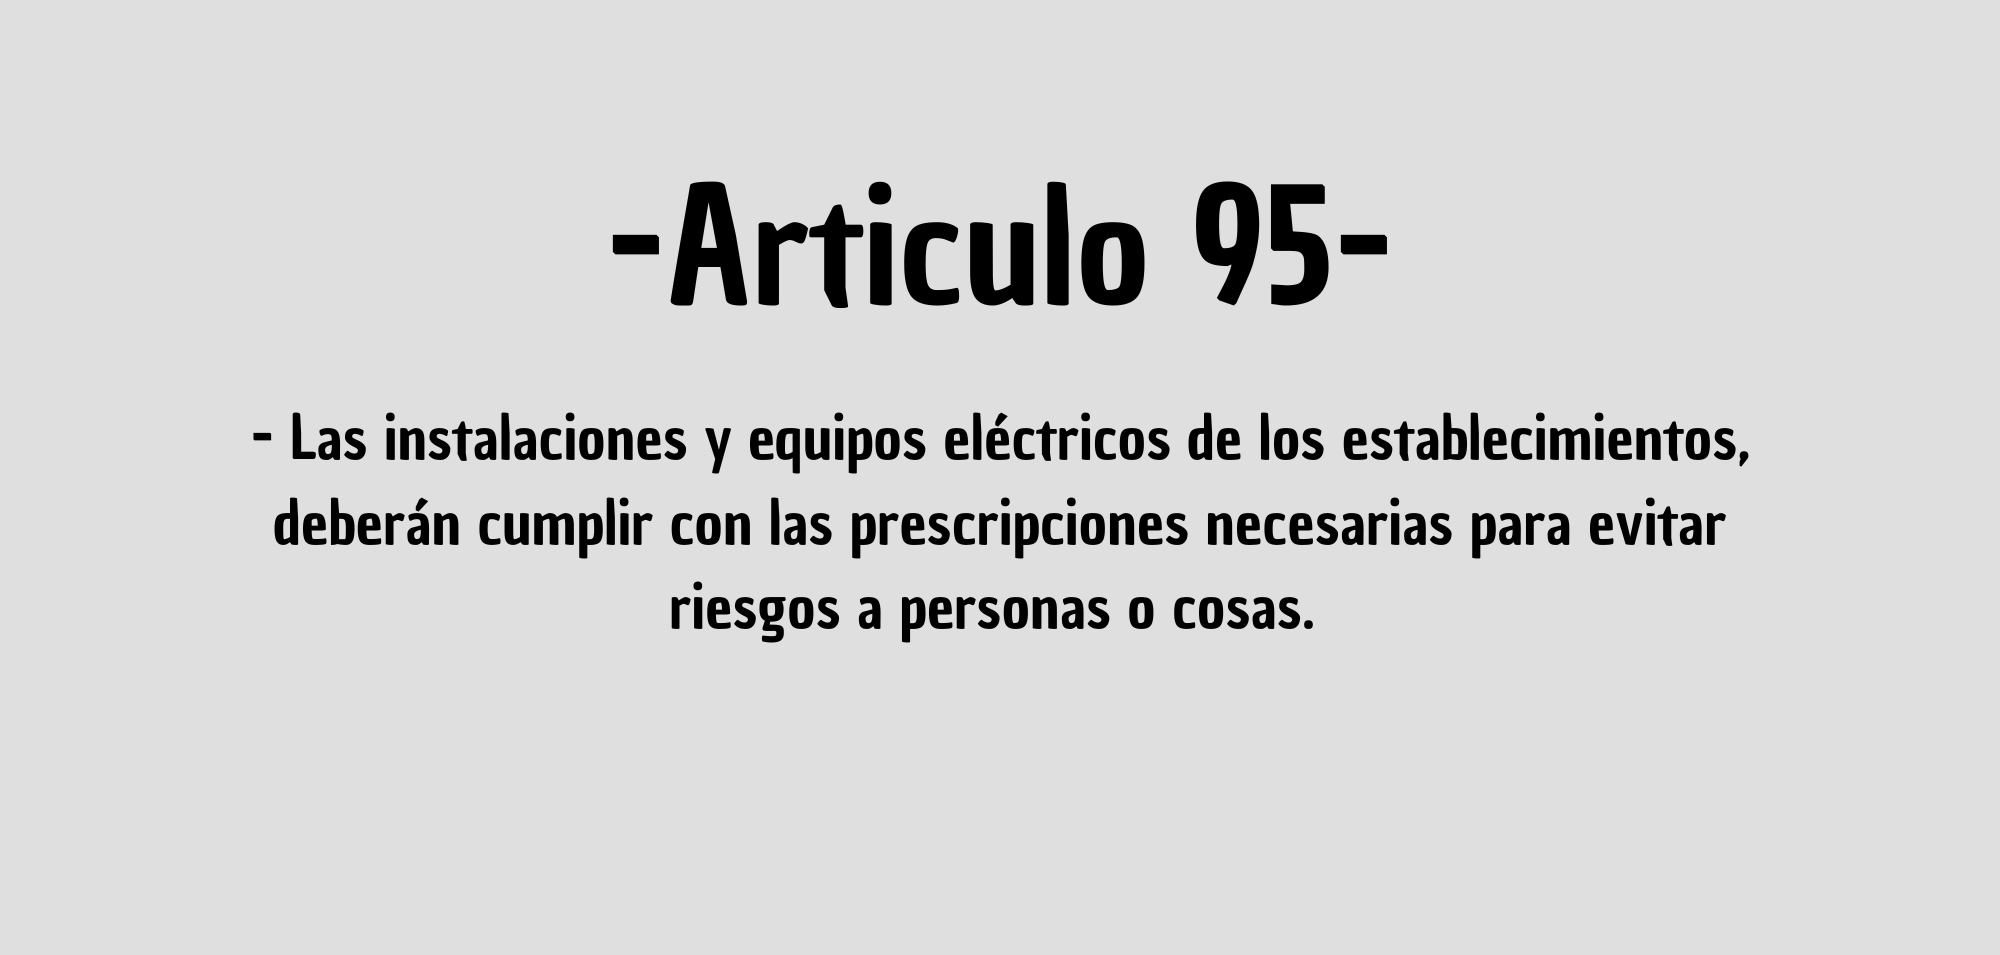 -Articulo 95-
- Las instalaciones y equipos eléctricos de los establecimientos,
deberán cumplir con las prescripciones necesarias para evitar
riesgos a personas o cosas.